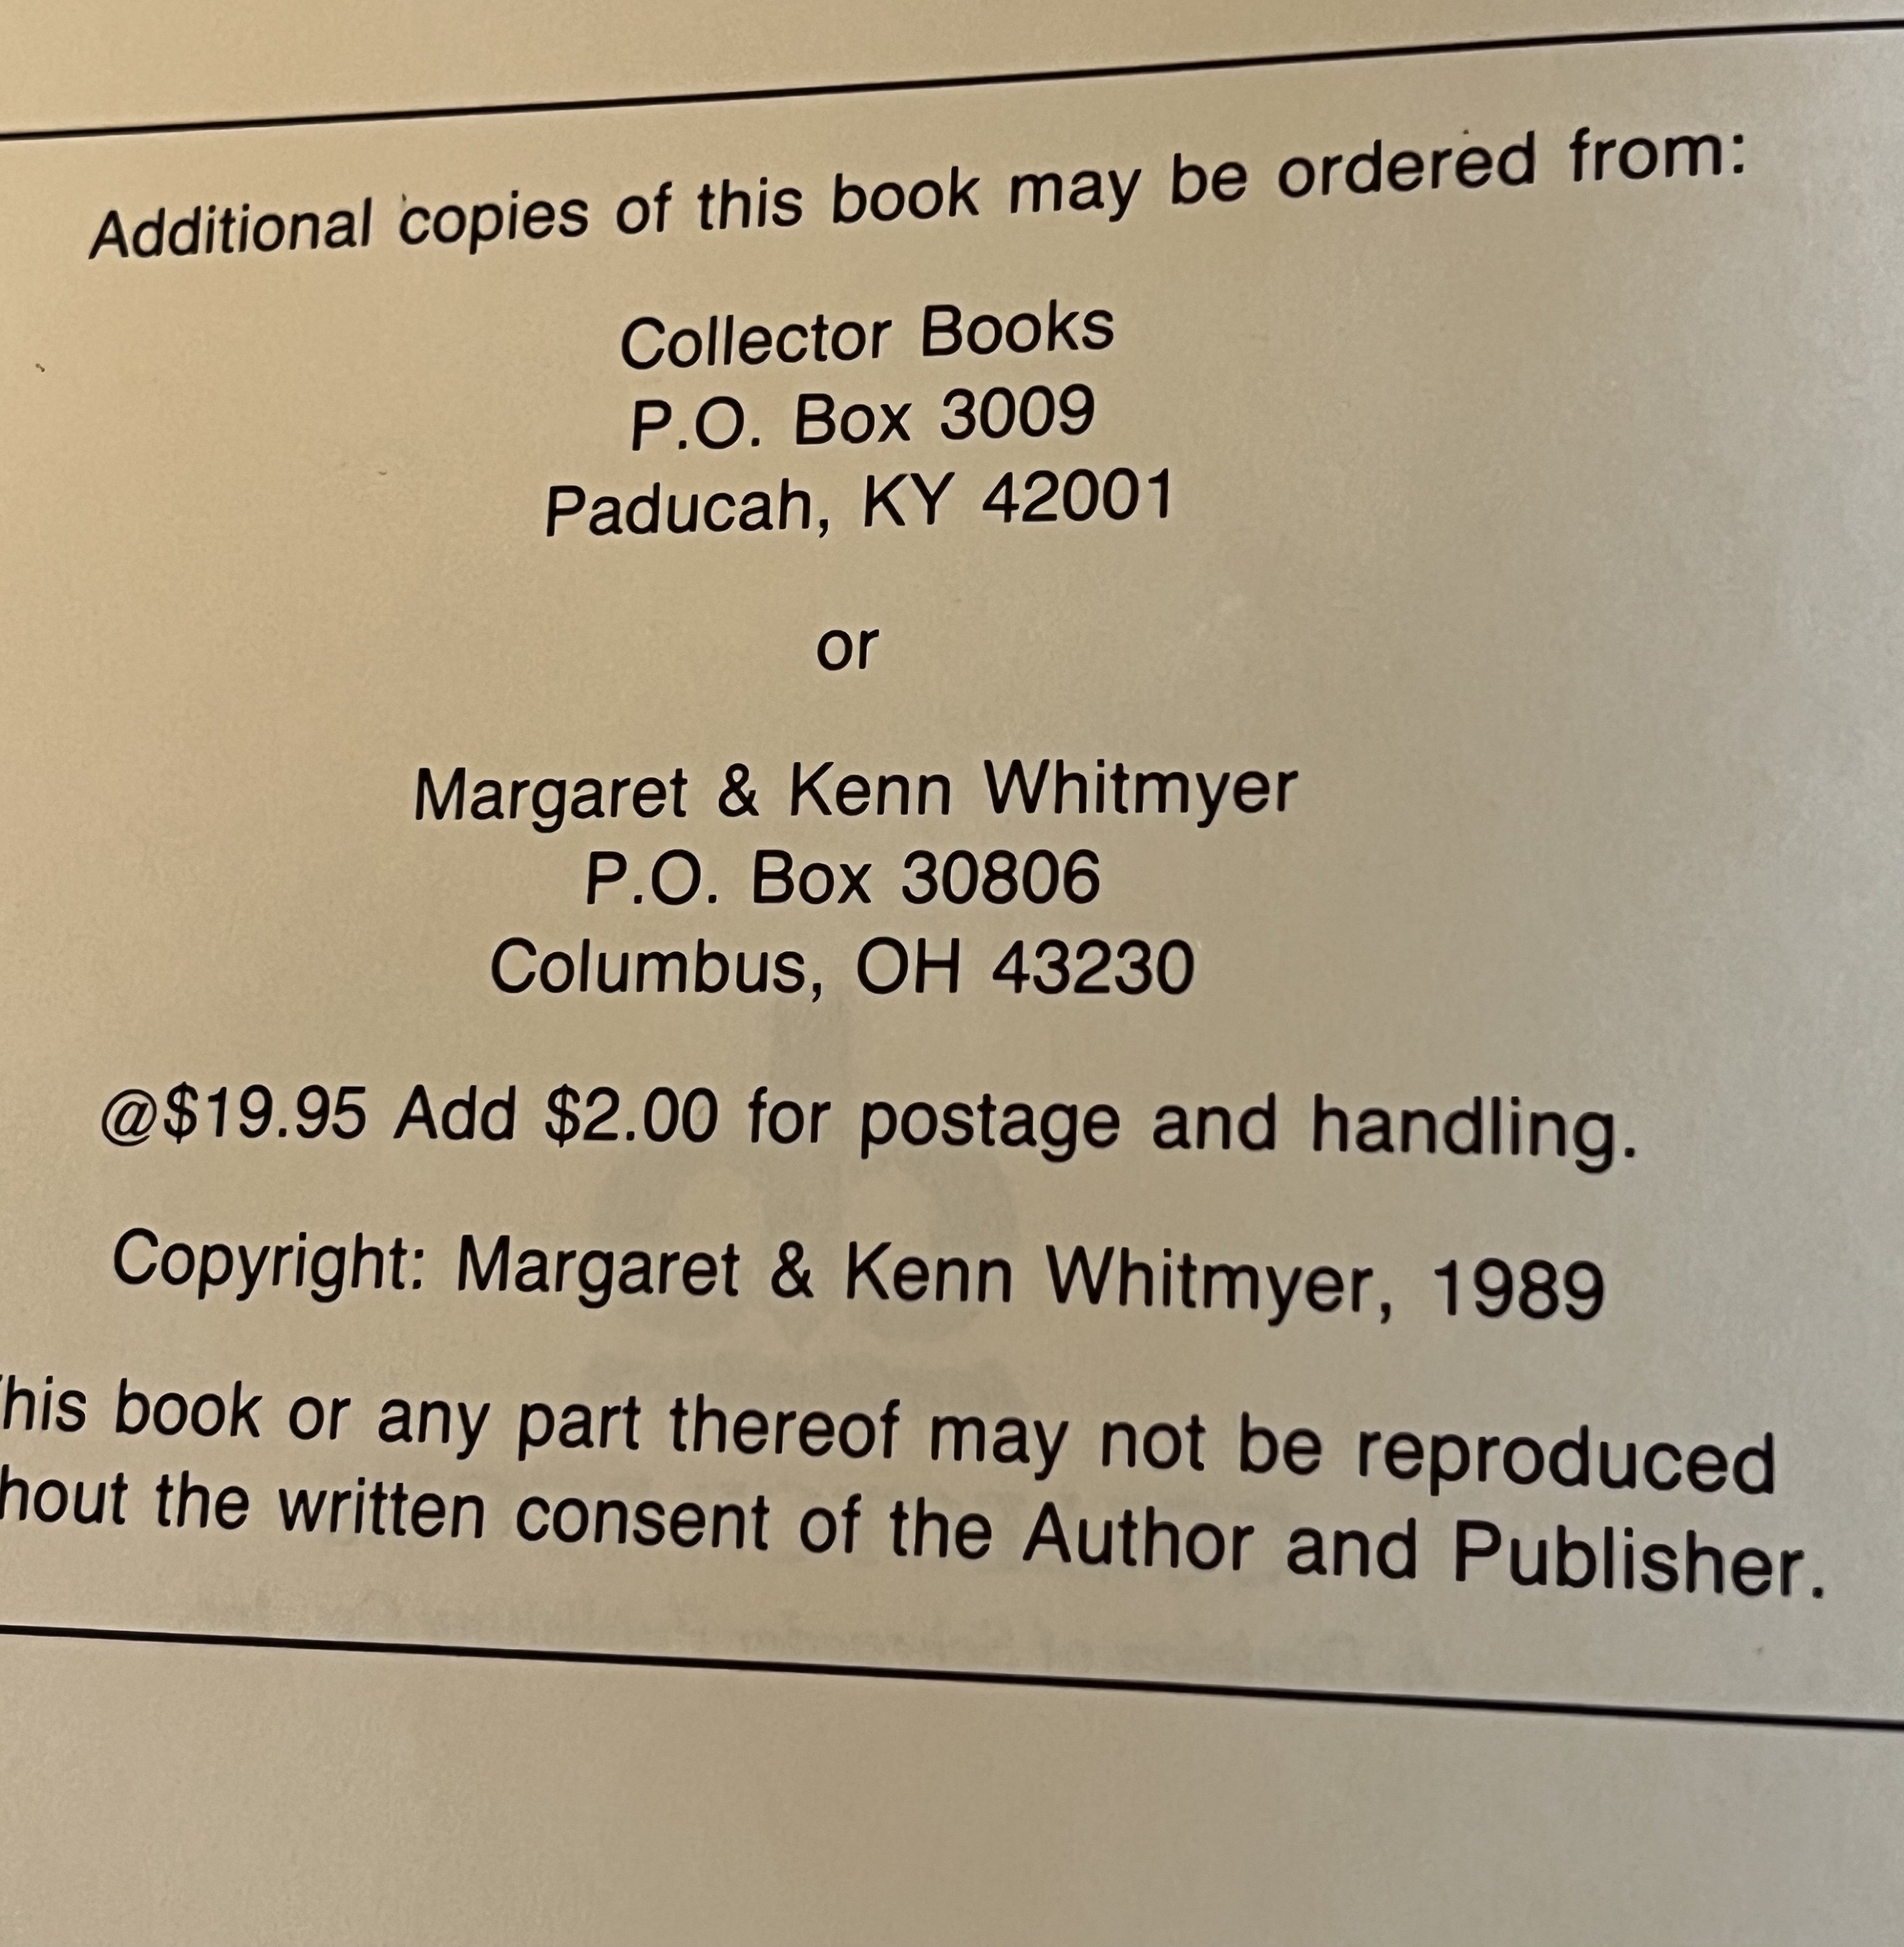 Additional copies of this book may be ordered from:
Collector Books
P.O. Box 3009
Paducah, KY 42001
or
Margaret & Kenn Whitmyer
P.O. Box 30806
Columbus, OH 43230
@$19.95 Add $2.00 for postage and handling.
Copyright: Margaret & Kenn Whitmyer, 1989
his book or any part thereof may not be reproduced
hout the written consent of the Author and Publisher.